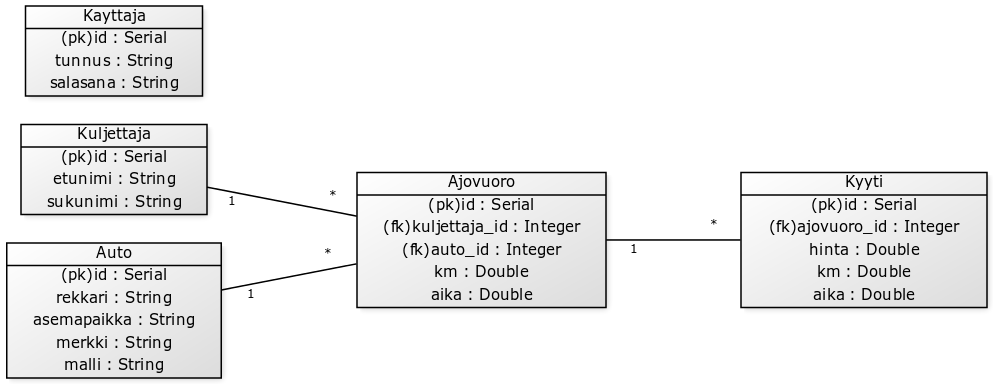 Kayttaja
(pk)id : Serial
tunnus : String
salasana : String
Kuljettaja
(pk)id : Serial
etunimi : String
sukunimi : String
1
*
Auto
(pk)id : Serial
rekkari : String
asemapaikka : String
merkki : String
malli : String
1
*
Ajovuoro
(pk)id : Serial
(fk)kuljettaja_id : Integer
(fk)auto_id : Integer
km : Double
aika : Double
1
*
Kyyti
(pk)id : Serial
(fk)ajovuoro_id : Integer
hinta : Double
km : Double
aika : Double